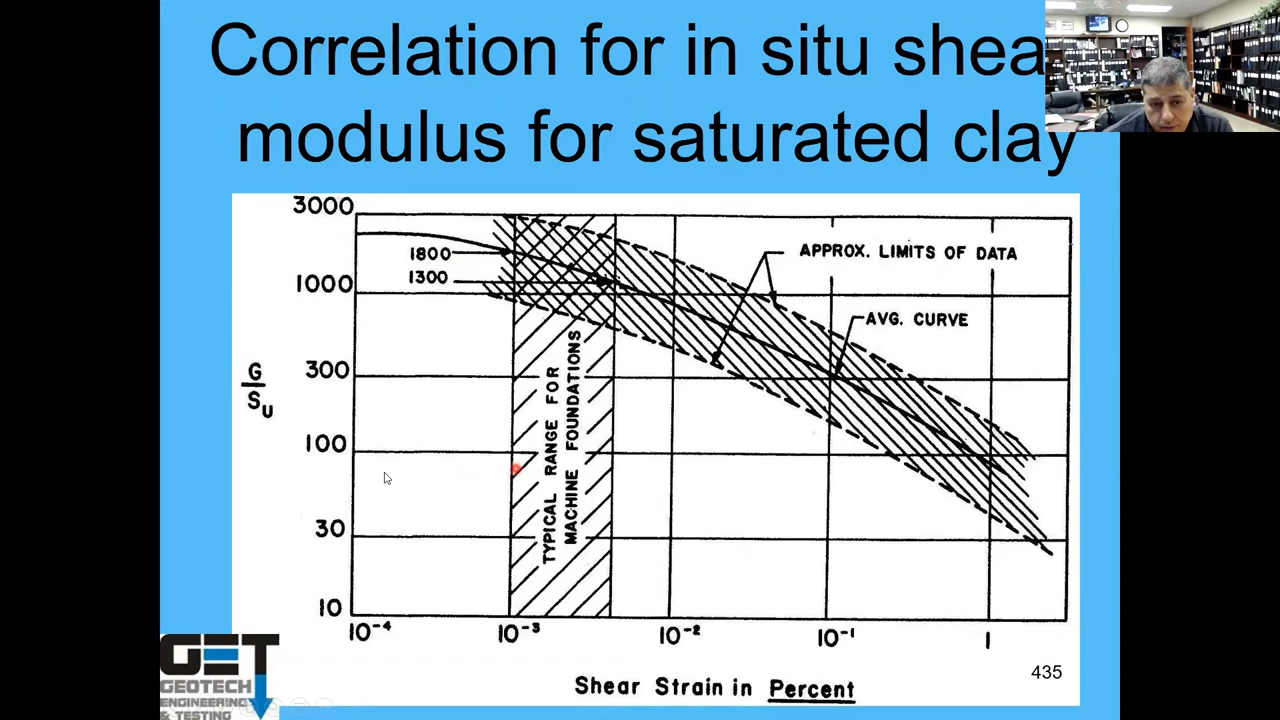 Correlation for in situ shea
modulus for saturated clay
3000
1000
300
100
30
10
G
SU
1800
1300
APPROX. LIMITS OF DATA
AVG. CURVE
TYPICAL RANGE FOR
MACHINE FOUNDATIONS
10-4
10-3
10-2
10-1
1
Shear Strain in Percent
435
GET
GEOTECH
ENGINEERING
& TESTING